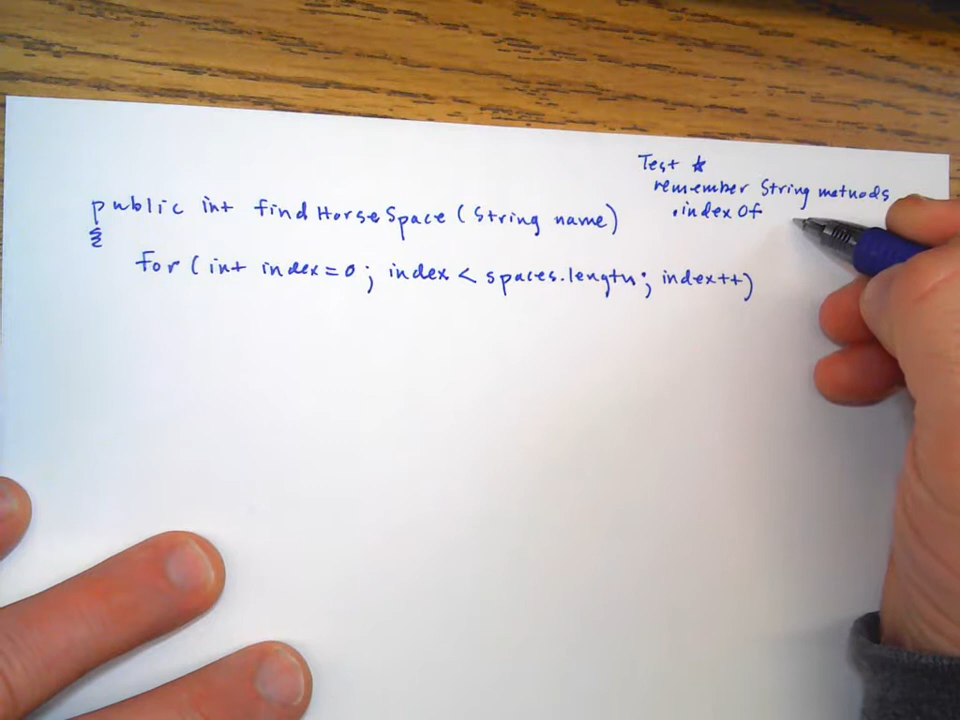 Test ★
remember String methods
.indexOf
public int findHorseSpace(String name)
{
for(int index=0; index < spaces.length; index++)